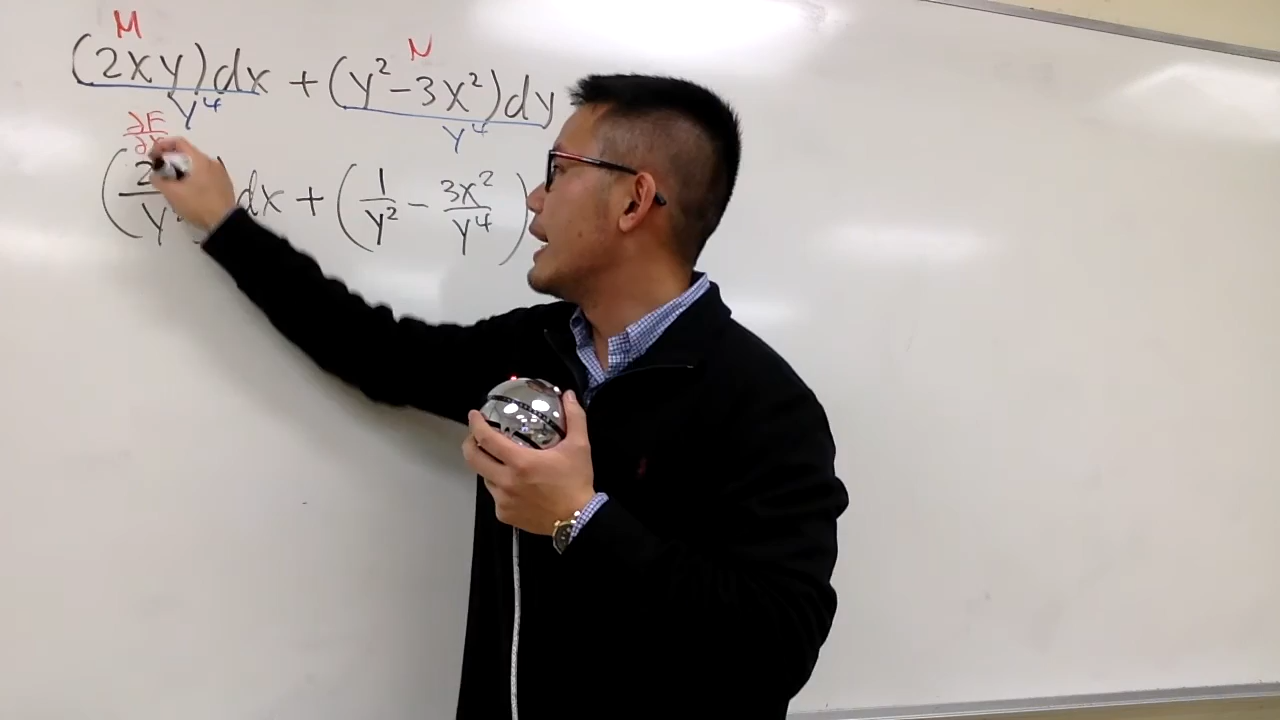 M N
(2xy)dx + (y²-3x²)dy
y⁴ y⁴
∂F
∂x
(2 / y ) dx + (1/y² - 3x²/y⁴)